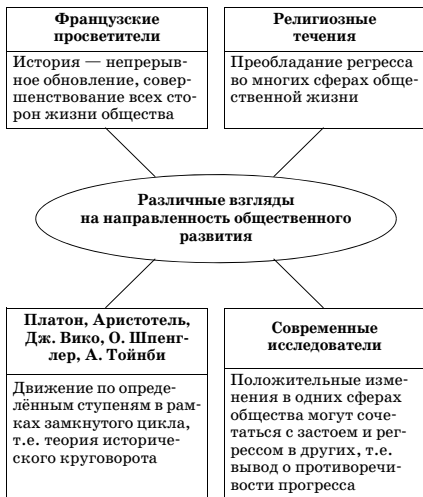 Французские
просветители
История — непрерыв-
ное обновление, совер-
шенствование всех сто-
рон жизни общества
Религиозные
течения
Преобладание регресса
во многих сферах обще-
ственной жизни
Различные взгляды
на направленность общественного
развития
Платон, Аристотель,
Дж. Вико, О. Шпенг-
лер, А. Тойнби
Движение по опреде-
лённым ступеням в рам-
ках замкнутого цикла,
т.е. теория историче-
ского круговорота
Современные
исследователи
Положительные изме-
нения в одних сферах
общества могут соче-
таться с застоем и рег-
рессом в других, т.е.
вывод о противоречи-
вости прогресса